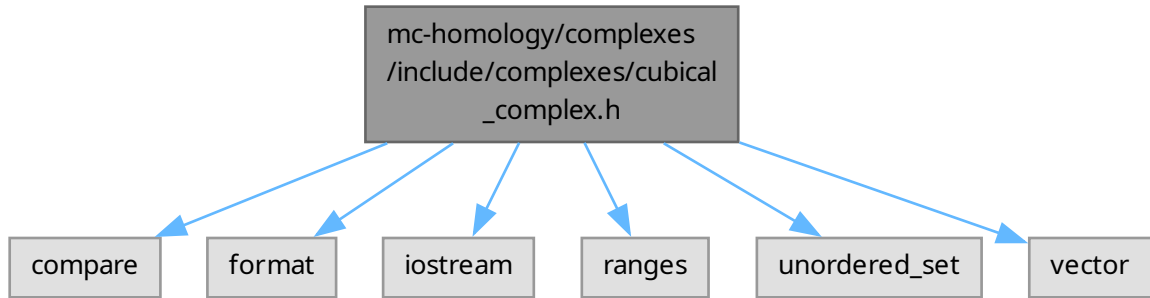 mc-homology/complexes
/include/complexes/cubical
_complex.h
compare
format
iostream
ranges
unordered_set
vector